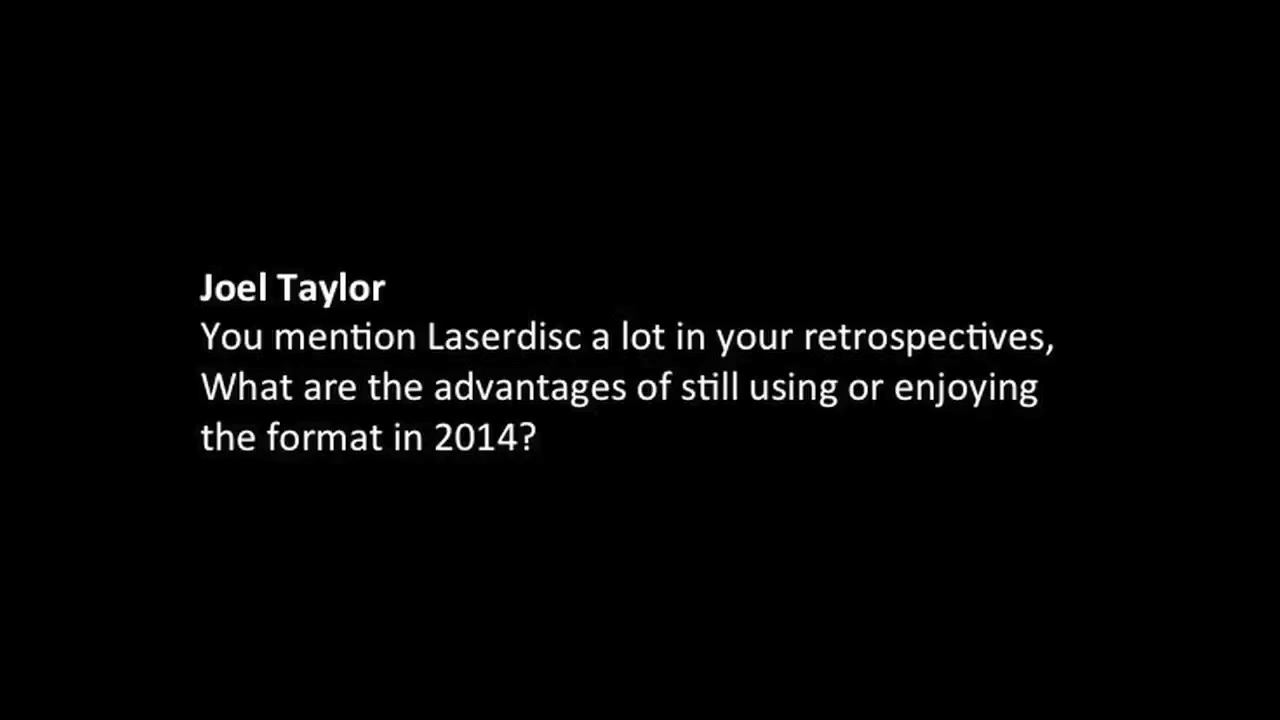 Joel Taylor
You mention Laserdisc a lot in your retrospectives,
What are the advantages of still using or enjoying
the format in 2014?